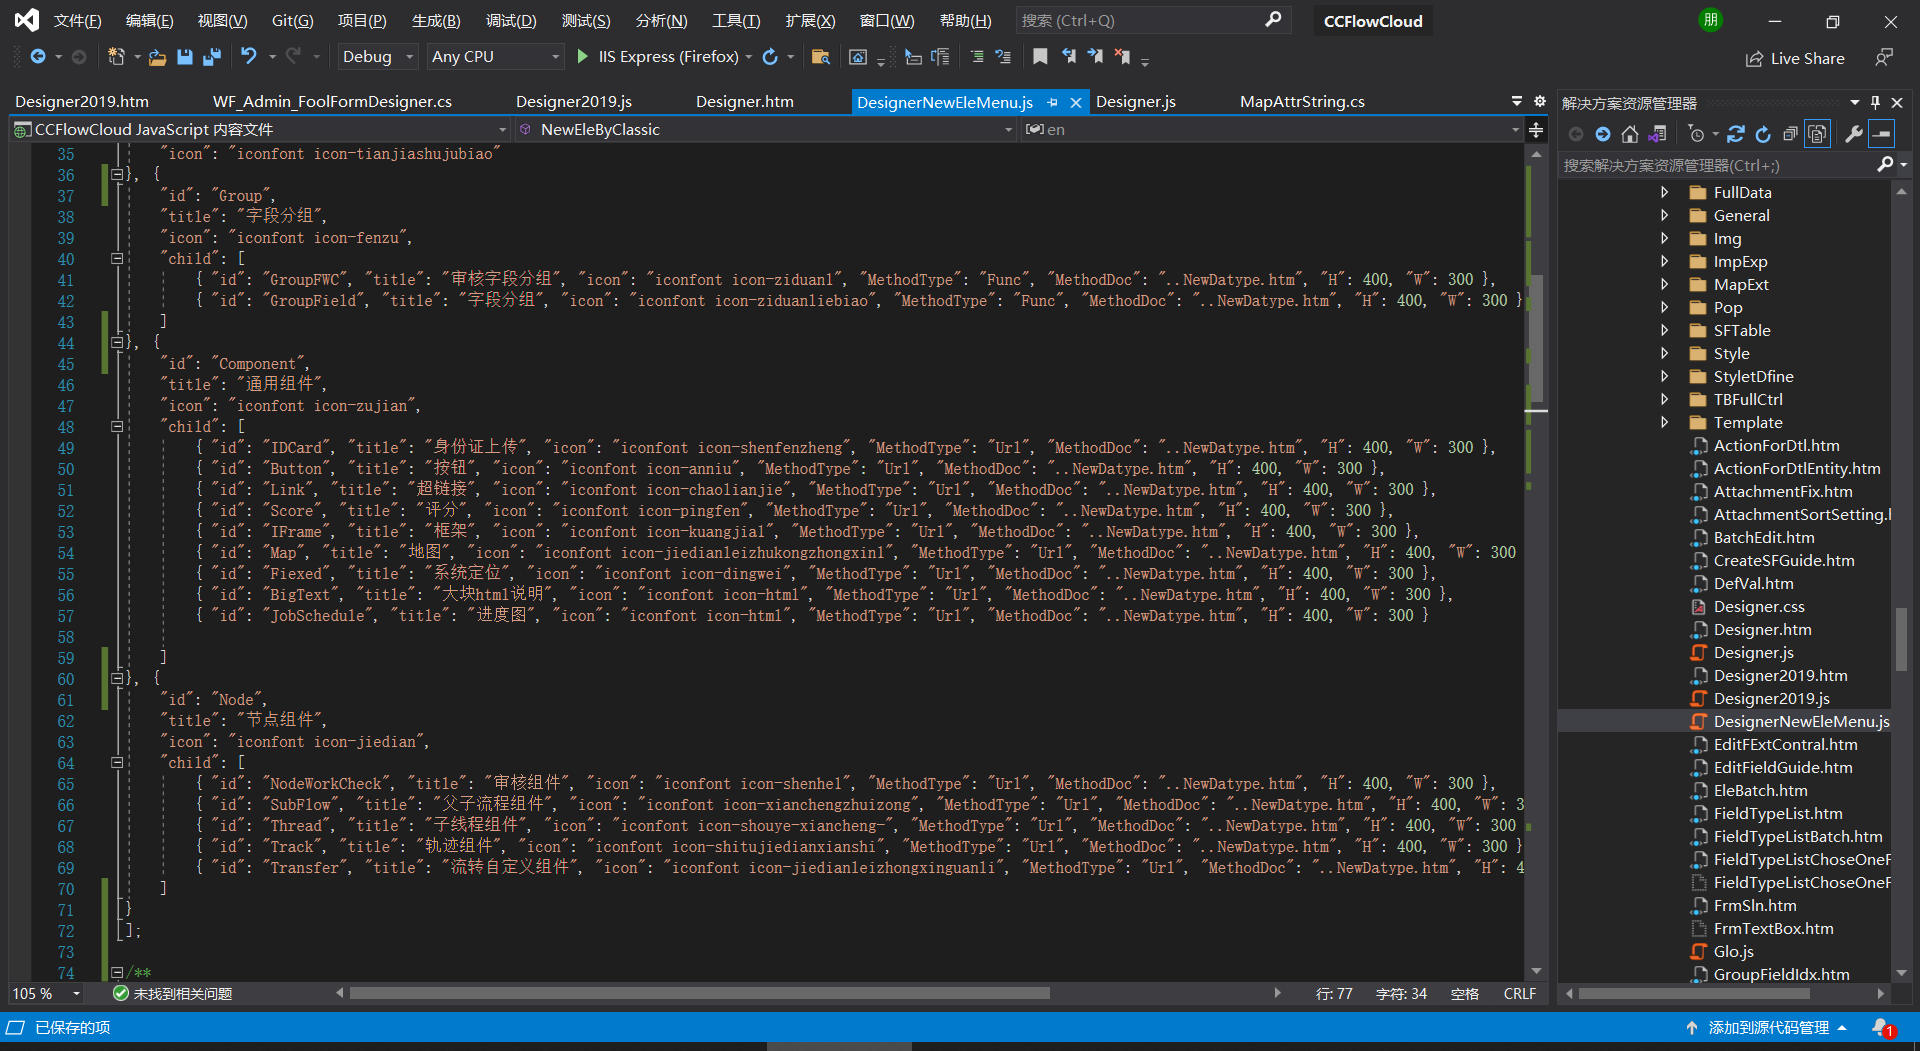 文件(F) 编辑(E) 视图(V) Git(G) 项目(P) 生成(B) 调试(D) 测试(S) 分析(N) 工具(T) 扩展(X) 窗口(W) 帮助(H) 搜索 (Ctrl+Q) CCFlowCloud 朋
Debug Any CPU IIS Express (Firefox) Live Share
Designer2019.htm WF_Admin_FoolFormDesigner.cs Designer2019.js Designer.htm DesignerNewEleMenu.js Designer.js MapAttrString.cs
CCFlowCloud JavaScript 内容文件 NewEleByClassic en
35 "icon": "iconfont icon-tianjiashujubiao"
36 }, {
37 "id": "Group",
38 "title": "字段分组",
39 "icon": "iconfont icon-fenzu",
40 "child": [
41 { "id": "GroupFWC", "title": "审核字段分组", "icon": "iconfont icon-ziduan1", "MethodType": "Func", "MethodDoc": "..NewDatype.htm", "H": 400, "W": 300 },
42 { "id": "GroupField", "title": "字段分组", "icon": "iconfont icon-ziduanliebiao", "MethodType": "Func", "MethodDoc": "..NewDatype.htm", "H": 400, "W": 300 }
43 ]
44 }, {
45 "id": "Component",
46 "title": "通用组件",
47 "icon": "iconfont icon-zujian",
48 "child": [
49 { "id": "IDCard", "title": "身份证上传", "icon": "iconfont icon-shenfenzheng", "MethodType": "Url", "MethodDoc": "..NewDatype.htm", "H": 400, "W": 300 },
50 { "id": "Button", "title": "按钮", "icon": "iconfont icon-anniu", "MethodType": "Url", "MethodDoc": "..NewDatype.htm", "H": 400, "W": 300 },
51 { "id": "Link", "title": "超链接", "icon": "iconfont icon-chaolianjie", "MethodType": "Url", "MethodDoc": "..NewDatype.htm", "H": 400, "W": 300 },
52 { "id": "Score", "title": "评分", "icon": "iconfont icon-pingfen", "MethodType": "Url", "MethodDoc": "..NewDatype.htm", "H": 400, "W": 300 },
53 { "id": "IFrame", "title": "框架", "icon": "iconfont icon-kuangjia1", "MethodType": "Url", "MethodDoc": "..NewDatype.htm", "H": 400, "W": 300 },
54 { "id": "Map", "title": "地图", "icon": "iconfont icon-jiedianleizhukongzhongxin1", "MethodType": "Url", "MethodDoc": "..NewDatype.htm", "H": 400, "W": 300
55 { "id": "Fiexed", "title": "系统定位", "icon": "iconfont icon-dingwei", "MethodType": "Url", "MethodDoc": "..NewDatype.htm", "H": 400, "W": 300 },
56 { "id": "BigText", "title": "大块html说明", "icon": "iconfont icon-html", "MethodType": "Url", "MethodDoc": "..NewDatype.htm", "H": 400, "W": 300 },
57 { "id": "JobSchedule", "title": "进度图", "icon": "iconfont icon-html", "MethodType": "Url", "MethodDoc": "..NewDatype.htm", "H": 400, "W": 300 }
58
59 ]
60 }, {
61 "id": "Node",
62 "title": "节点组件",
63 "icon": "iconfont icon-jiedian",
64 "child": [
65 { "id": "NodeWorkCheck", "title": "审核组件", "icon": "iconfont icon-shenhe1", "MethodType": "Url", "MethodDoc": "..NewDatype.htm", "H": 400, "W": 300 },
66 { "id": "SubFlow", "title": "父子流程组件", "icon": "iconfont icon-xianchengzhuizong", "MethodType": "Url", "MethodDoc": "..NewDatype.htm", "H": 400, "W": 3
67 { "id": "Thread", "title": "子线程组件", "icon": "iconfont icon-shouye-xiancheng-", "MethodType": "Url", "MethodDoc": "..NewDatype.htm", "H": 400, "W": 300
68 { "id": "Track", "title": "轨迹组件", "icon": "iconfont icon-shitujiedianxianshi", "MethodType": "Url", "MethodDoc": "..NewDatype.htm", "H": 400, "W": 300 }
69 { "id": "Transfer", "title": "流转自定义组件", "icon": "iconfont icon-jiedianleizhongxinguanli", "MethodType": "Url", "MethodDoc": "..NewDatype.htm", "H": 4
70 ]
71 }
72 ];
73
74 /**
105 % 未找到相关问题 行: 77 字符: 34 空格 CRLF
解决方案资源管理器
搜索解决方案资源管理器(Ctrl+;)
FullData
General
Img
ImpExp
MapExt
Pop
SFTable
Style
StyletDfine
TBFullCtrl
Template
ActionForDtl.htm
ActionForDtlEntity.htm
AttachmentFix.htm
AttachmentSortSetting.h
BatchEdit.htm
CreateSFGuide.htm
DefVal.htm
Designer.css
Designer.htm
Designer.js
Designer2019.htm
Designer2019.js
DesignerNewEleMenu.js
EditFExtContral.htm
EditFieldGuide.htm
EleBatch.htm
FieldTypeList.htm
FieldTypeListBatch.htm
FieldTypeListChoseOneF
FieldTypeListChoseOneF
FrmSln.htm
FrmTextBox.htm
Glo.js
GroupFieldIdx.htm
已保存的项 添加到源代码管理 1